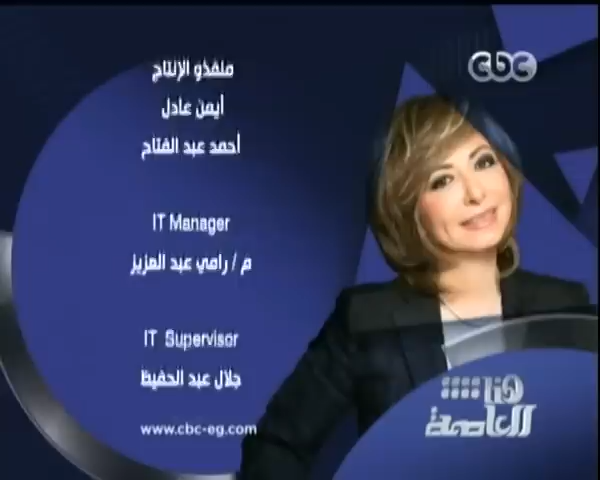 cbc
منفذو الإنتاج
أيمن عادل
أحمد عبد الفتاح
IT Manager
م / رامي عبد العزيز
IT Supervisor
جلال عبد الحفيظ
www.cbc-eg.com
هنا
العاصمة